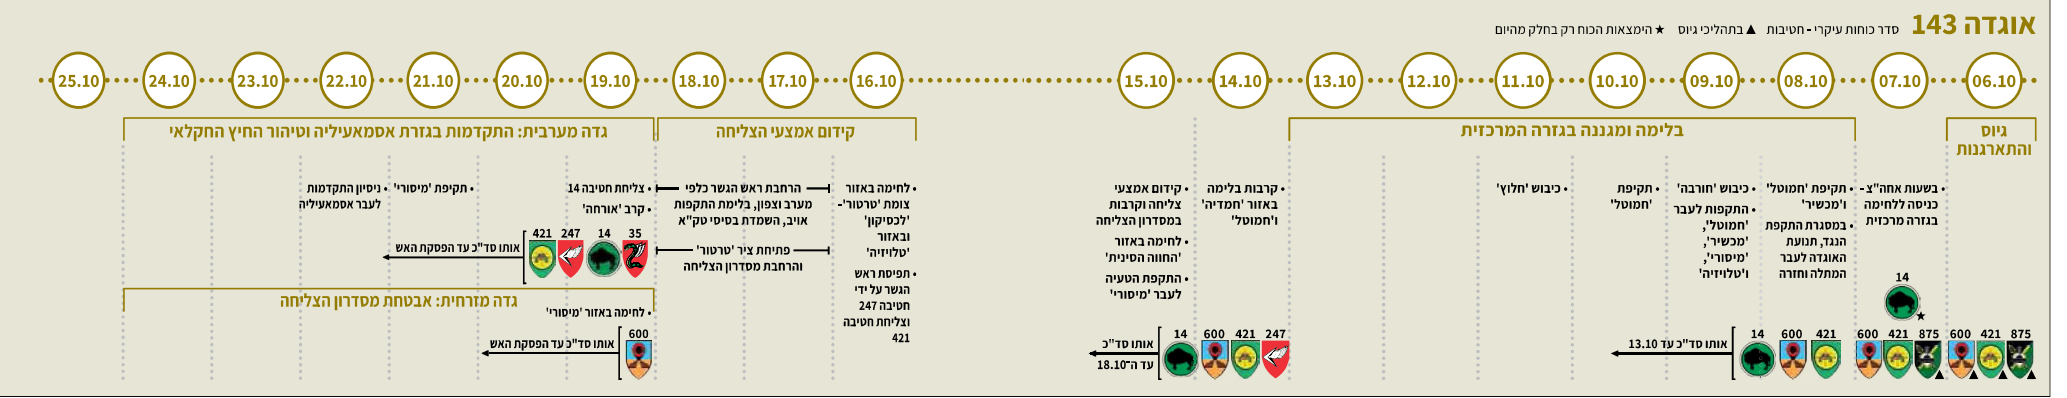 אוגדה 143 סדר כוחות עיקרי - חטיבות ▲ בתהליכי גיוס ★ הימצאות הכוח רק בחלק מהיום
06.10 07.10 08.10 09.10 10.10 11.10 12.10 13.10 14.10 15.10 16.10 17.10 18.10 19.10 20.10 21.10 22.10 23.10 24.10 25.10
גיוס
והתארגנות
בלימה ומגננה בגזרה המרכזית
קידום אמצעי הצליחה
גדה מערבית: התקדמות בגזרת אסמאעיליה וטיהור החיץ החקלאי
• בשעות אחה"צ -
כניסה ללחימה
בגזרה מרכזית
14
★
875 421 600
▲ ▲ ▲
875 421 600
▲
• תקיפת 'חמוטל'
ו'מכשיר'
• במסגרת התקפת
הנגד, תנועת
האוגדה לעבר
המתלה וחזרה
421 600 14
אותו סד"כ עד 13.10
• כיבוש 'חורבה'
• התקפות לעבר
'חמוטל',
'מכשיר',
'מיסורי',
ו'טלויזיה'
• תקיפת
'חמוטל'
• כיבוש 'חלוץ'
• קרבות בלימה
באזור 'חמדיה'
ו'חמוטל'
• קידום אמצעי
צליחה וקרבות
במסדרון הצליחה
• לחימה באזור
'החווה הסינית'
• התקפת הטעיה
לעבר 'מיסורי'
247 421 600 14
אותו סד"כ
עד ה־18.10
• לחימה באזור
צומת 'טרטור'-
'לכסיקון'
ובאזור
'טלויזיה'
• תפיסת ראש
הגשר על ידי
חטיבה 247
וצליחת חטיבה
421
הרחבת ראש הגשר כלפי
מערב וצפון, בלימת התקפות
אויב, השמדת בסיסי טק"א
פתיחת ציר 'טרטור'
והרחבת מסדרון הצליחה
• צליחת חטיבה 14
• קרב 'אורחה'
35 14 247 421
אותו סד"כ עד הפסקת האש
• תקיפת 'מיסורי'
• ניסיון התקדמות
לעבר אסמאעיליה
גדה מזרחית: אבטחת מסדרון הצליחה
• לחימה באזור 'מיסורי'
600
אותו סד"כ עד הפסקת האש